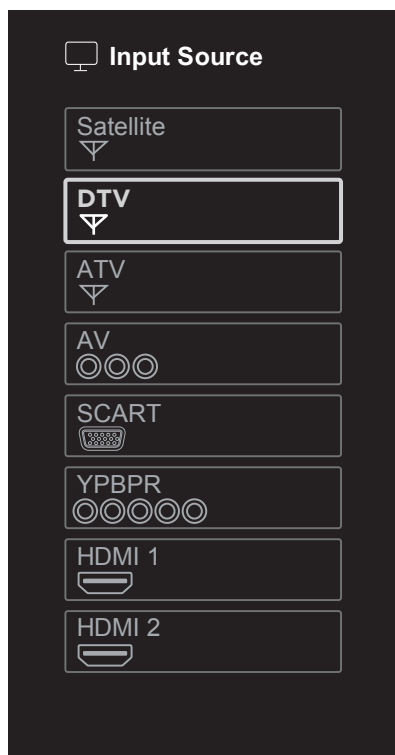 Input Source
Satellite
DTV
ATV
AV
SCART
YPBPR
HDMI 1
HDMI 2